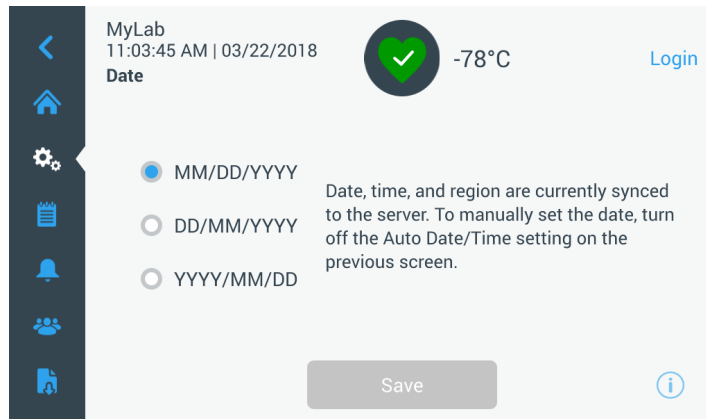 MyLab
11:03:45 AM | 03/22/2018
Date
-78°C
Login
MM/DD/YYYY
DD/MM/YYYY
YYYY/MM/DD
Date, time, and region are currently synced
to the server. To manually set the date, turn
off the Auto Date/Time setting on the
previous screen.
Save
i